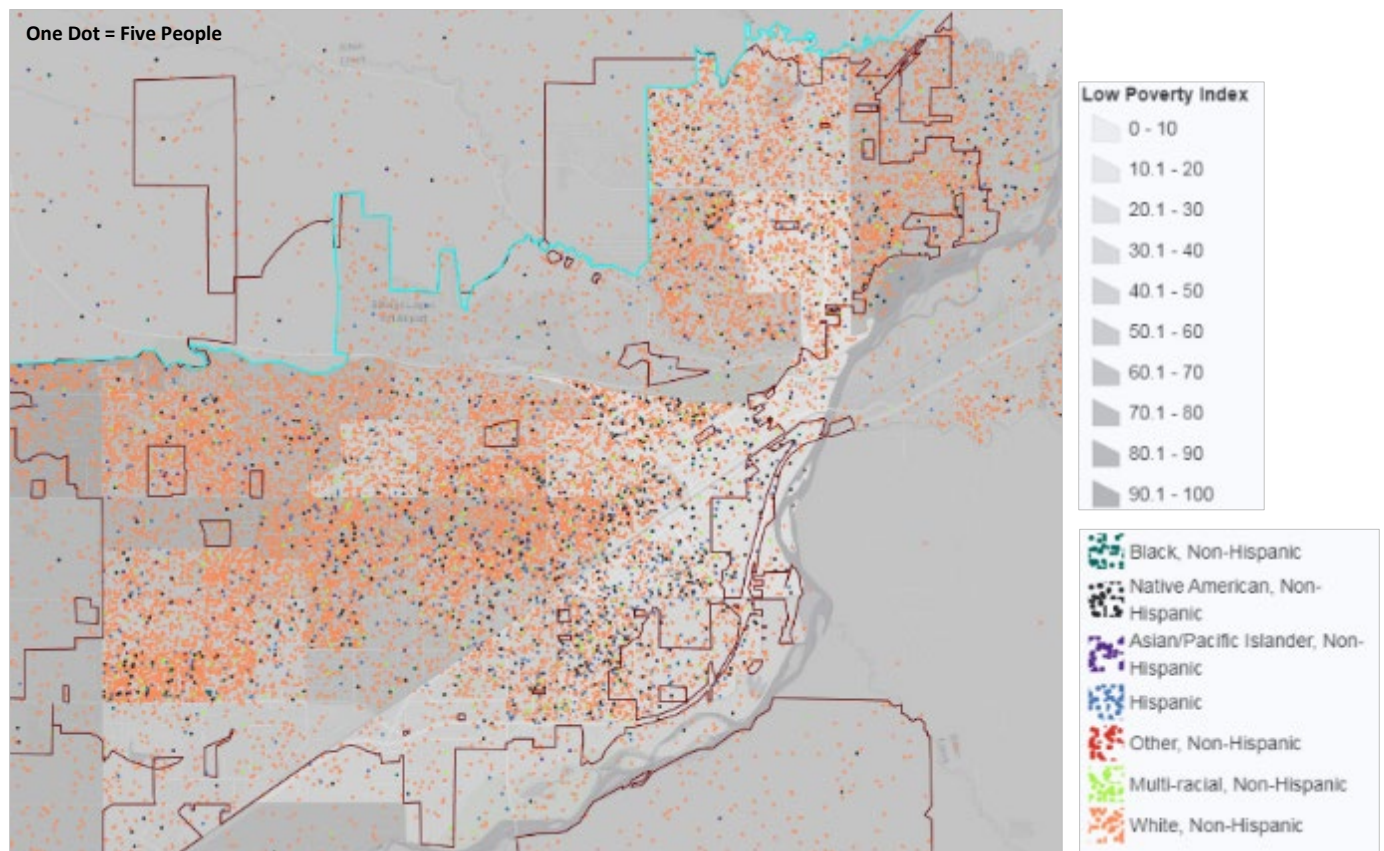 One Dot = Five People
Low Poverty Index
0 - 10
10.1 - 20
20.1 - 30
30.1 - 40
40.1 - 50
50.1 - 60
60.1 - 70
70.1 - 80
80.1 - 90
90.1 - 100
Black, Non-Hispanic
Native American, Non-
Hispanic
Asian/Pacific Islander, Non-
Hispanic
Hispanic
Other, Non-Hispanic
Multi-racial, Non-Hispanic
White, Non-Hispanic